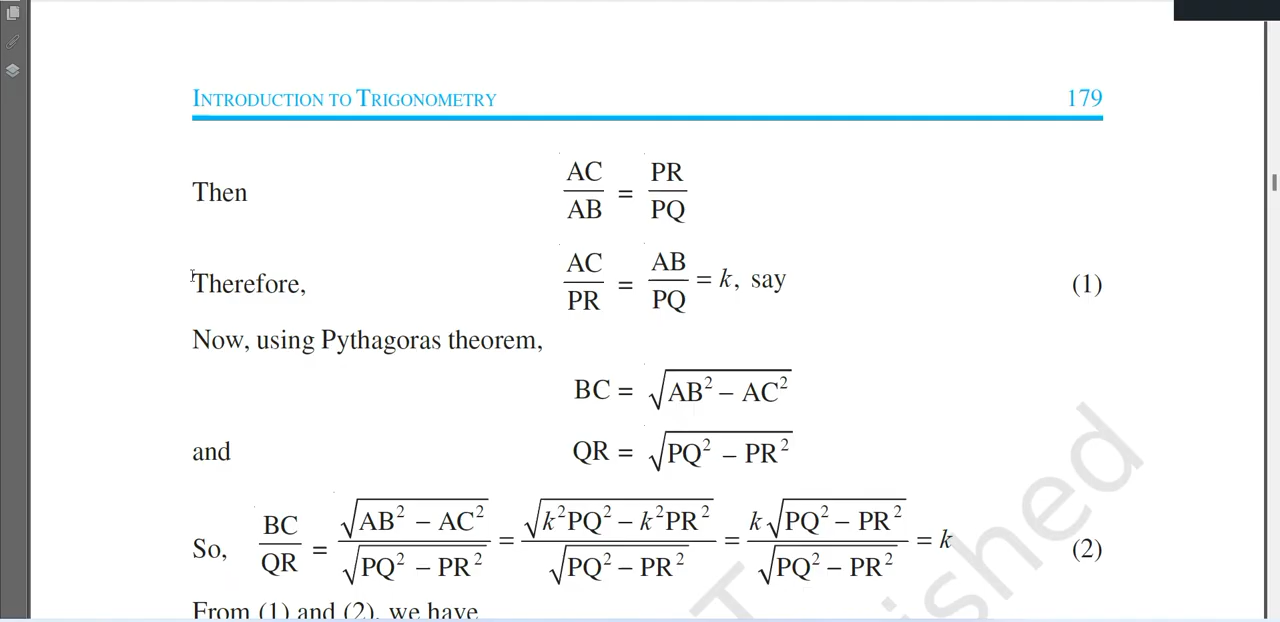 INTRODUCTION TO TRIGONOMETRY 179
Then AC/AB = PR/PQ
Therefore, AC/PR = AB/PQ = k, say (1)
Now, using Pythagoras theorem,
BC = √(AB² – AC²)
and QR = √(PQ² – PR²)
So, BC/QR = √(AB² – AC²)/√(PQ² – PR²) = √(k²PQ² – k²PR²)/√(PQ² – PR²) = k√(PQ² – PR²)/√(PQ² – PR²) = k (2)
From (1) and (2), we have